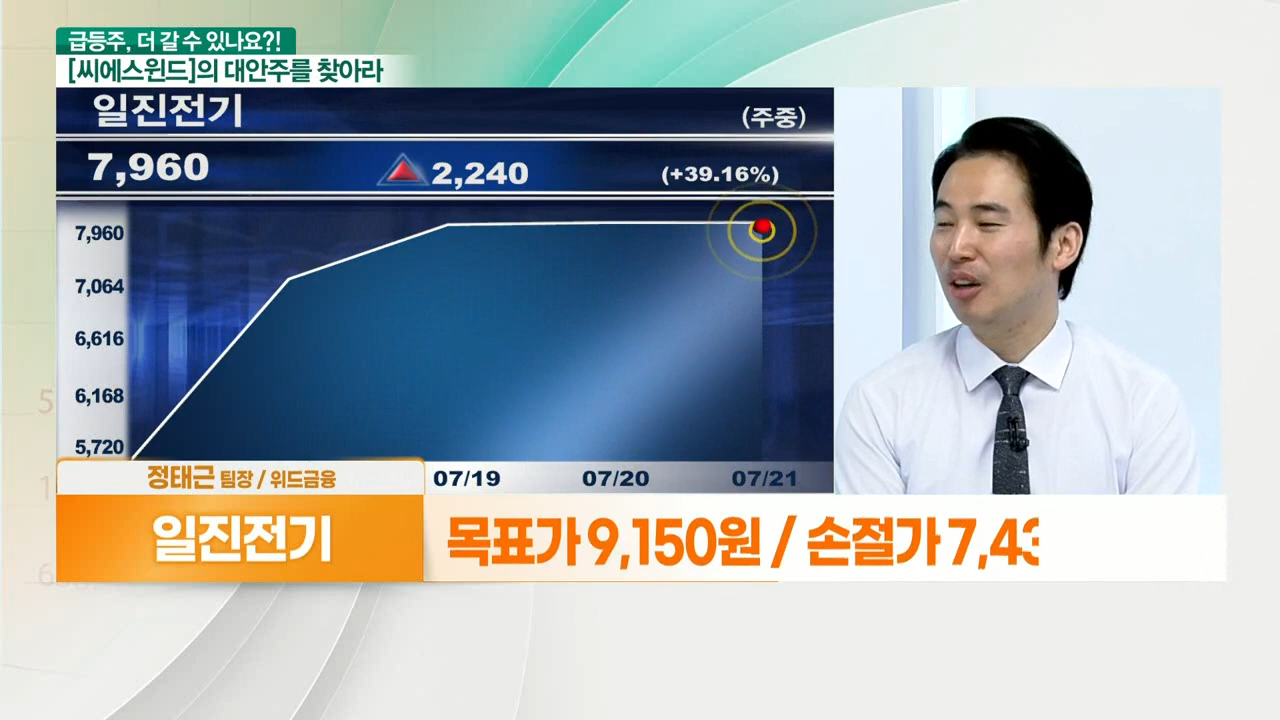 급등주, 더 갈 수 있나요?!
[씨에스윈드]의 대안주를 찾아라
일진전기
(주중)
7,960
2,240
(+39.16%)
7,960
7,064
6,616
6,168
5,720
07/19
07/20
07/21
정태근 팀장 / 위드금융
일진전기
목표가 9,150원 / 손절가 7,43